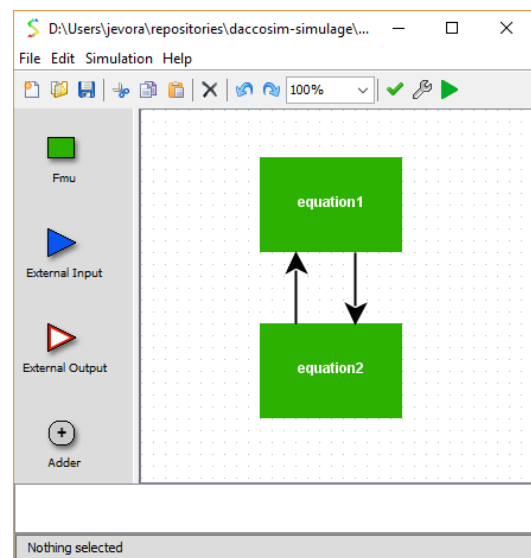 D:\Users\jevora\repositories\daccosim-simulage\...
File Edit Simulation Help
100%
Fmu
External Input
External Output
Adder
equation1
equation2
Nothing selected